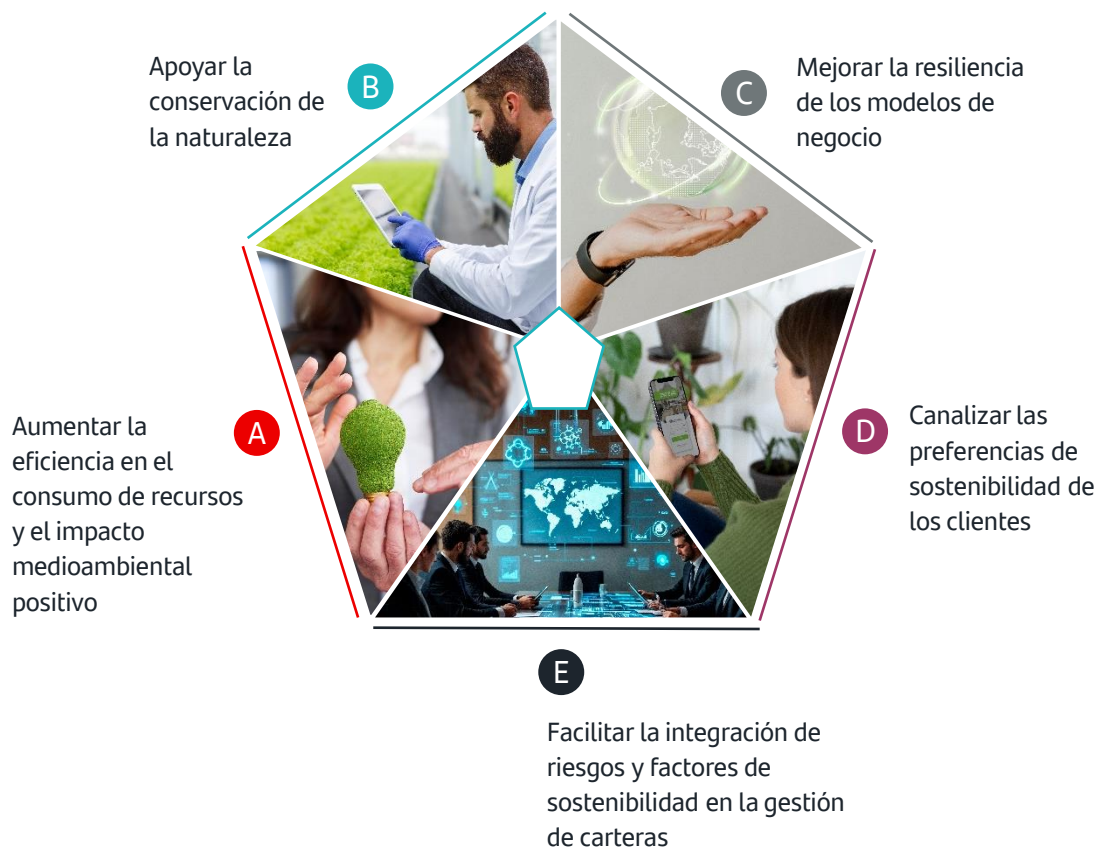 B
Apoyar la
conservación de
la naturaleza
C
Mejorar la resiliencia
de los modelos de
negocio
A
Aumentar la
eficiencia en el
consumo de recursos
y el impacto
medioambiental
positivo
D
Canalizar las
preferencias de
sostenibilidad de
los clientes
E
Facilitar la integración de
riesgos y factores de
sostenibilidad en la gestión
de carteras